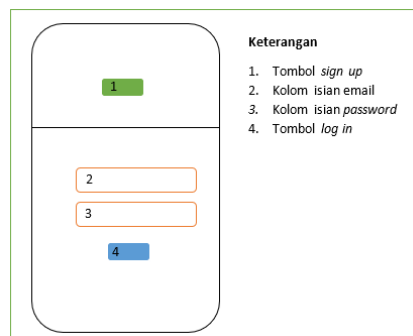 1
2
3
4
Keterangan
1. Tombol sign up
2. Kolom isian email
3. Kolom isian password
4. Tombol log in